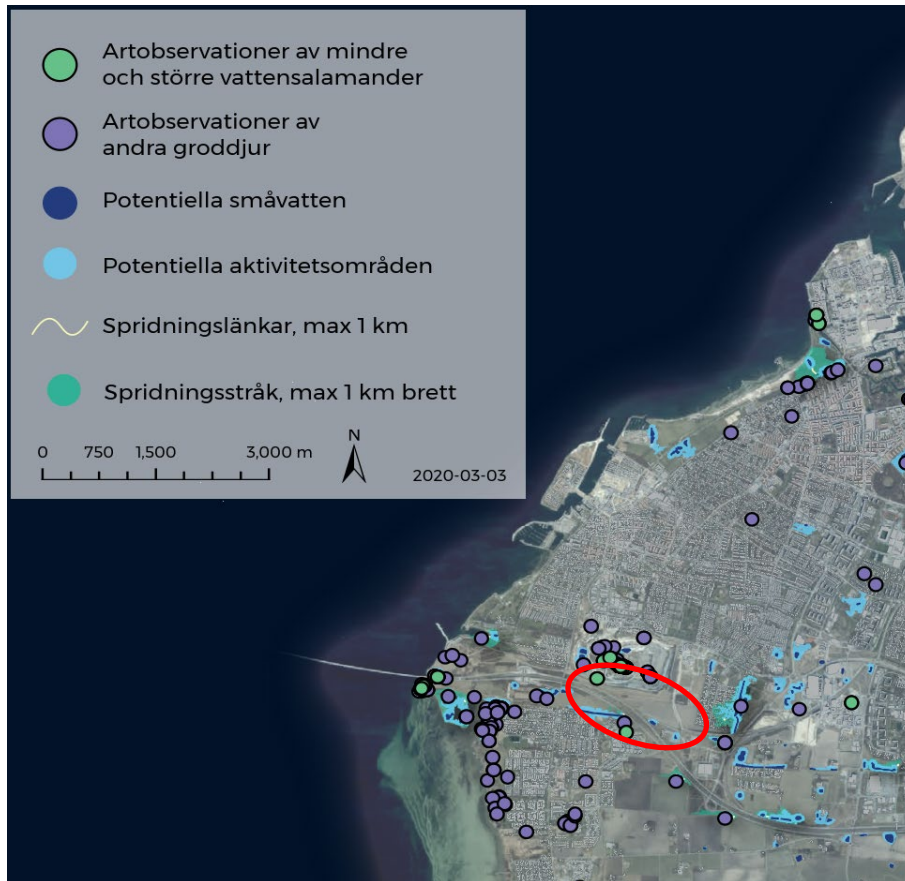 Artobservationer av mindre
och större vattensalamander
Artobservationer av
andra groddjur
Potentiella småvatten
Potentiella aktivitetsområden
Spridningslänkar, max 1 km
Spridningsstråk, max 1 km brett
0 750 1,500 3,000 m
N
2020-03-03